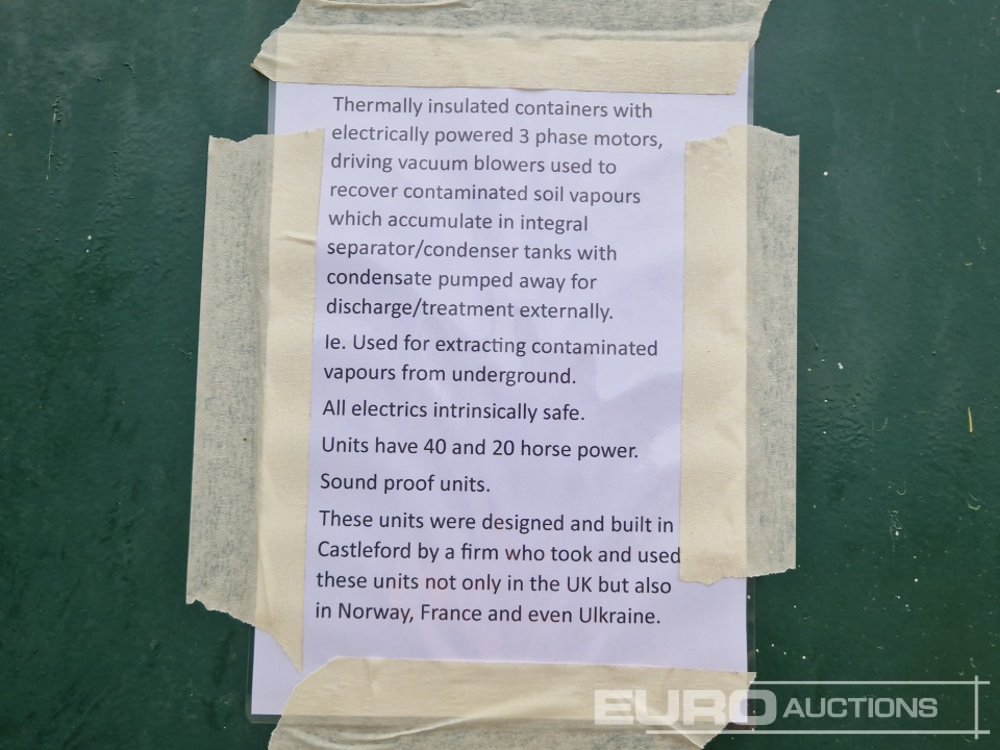 Thermally insulated containers with
electrically powered 3 phase motors,
driving vacuum blowers used to
recover contaminated soil vapours
which accumulate in integral
separator/condenser tanks with
condensate pumped away for
discharge/treatment externally.
Ie. Used for extracting contaminated
vapours from underground.
All electrics intrinsically safe.
Units have 40 and 20 horse power.
Sound proof units.
These units were designed and built in
Castleford by a firm who took and used
these units not only in the UK but also
in Norway, France and even Ulkraine.
EURO AUCTIONS